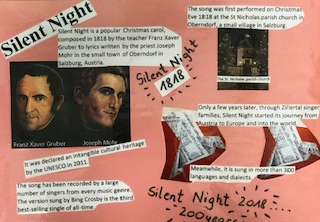 Silent Night
Silent Night is a popular Christmas carol,
composed in 1818 by the teacher Franz Xaver
Gruber to lyrics written by the priest Joseph
Mohr in the small town of Oberndorf in
Salzburg, Austria.
Franz Xaver Gruber
Joseph Mohr
It was declared an intangible cultural heritage
by the UNESCO in 2011.
The song has been recorded by a large
number of singers from every music genre.
The version sung by Bing Crosby is the third
best-selling single of all-time.
Silent Night
1818
The song was first performed on Christmas
Eve 1818 at the St Nicholas parish church in
Oberndorf, a small village in Salzburg.
The St. Nicholas parish church
Only a few years later, through Zillertal singer
families, Silent Night started its journey from
Austria to Europe and into the world.
Meanwhile, it is sung in more than 300
languages and dialects.
Silent Night 2018...
200 years